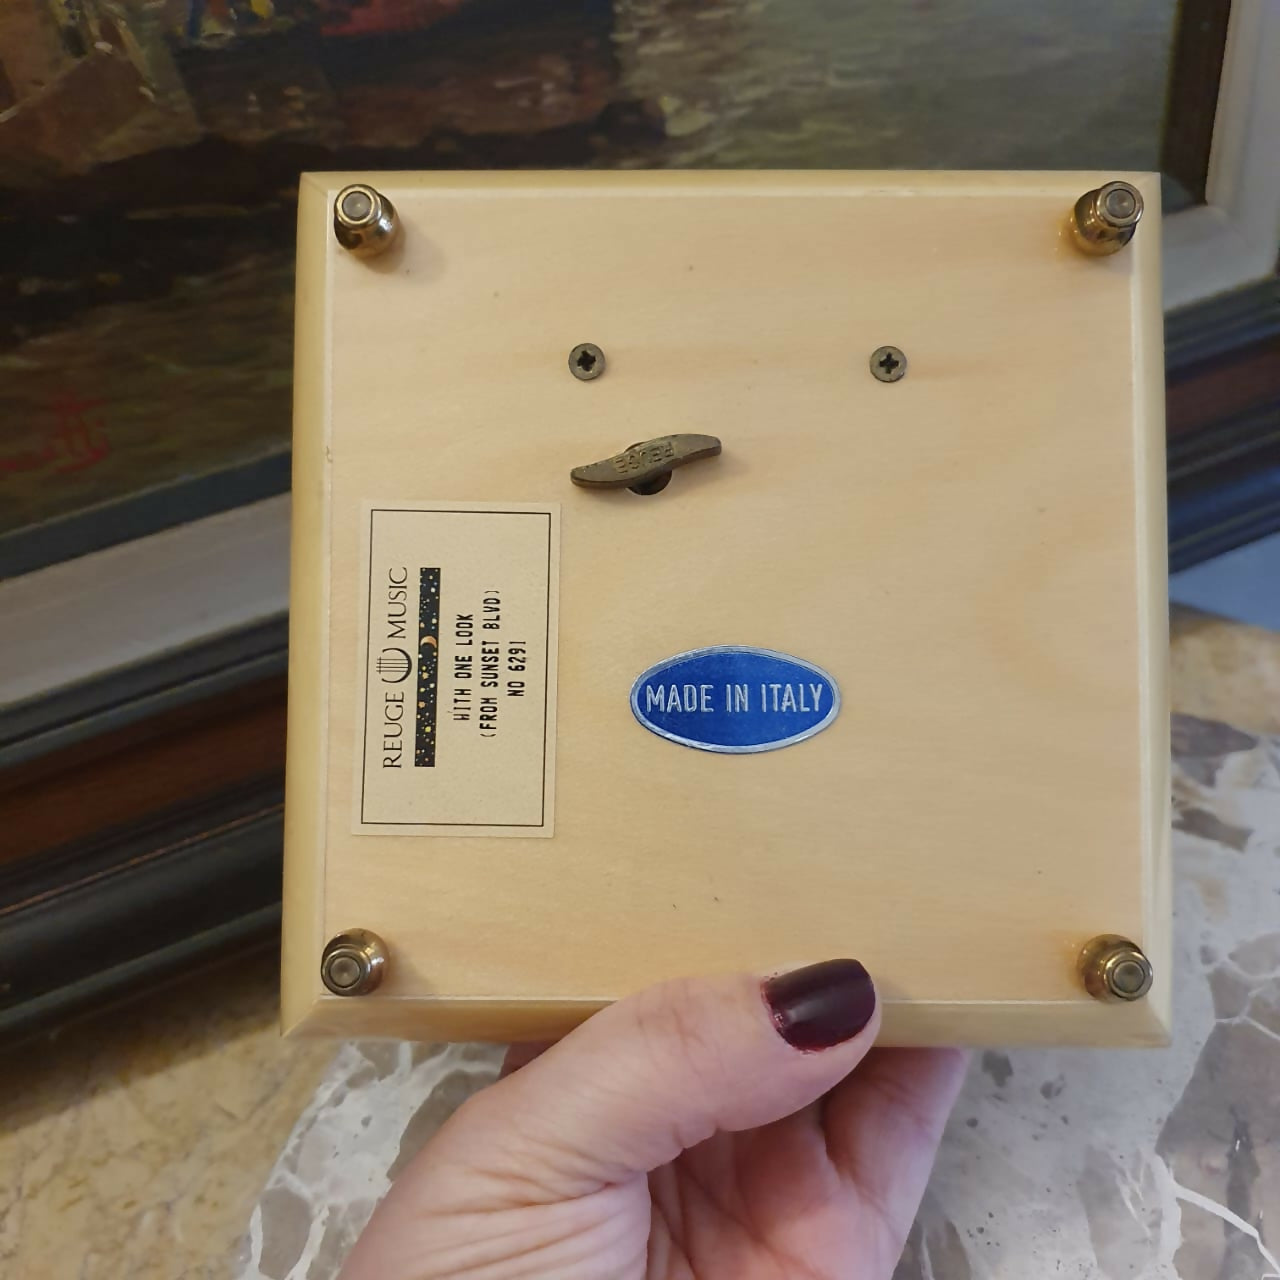 REUGE MUSIC
WITH ONE LOOK
(FROM SUNSET BLVD)
NO 6291
REUGE
MADE IN ITALY